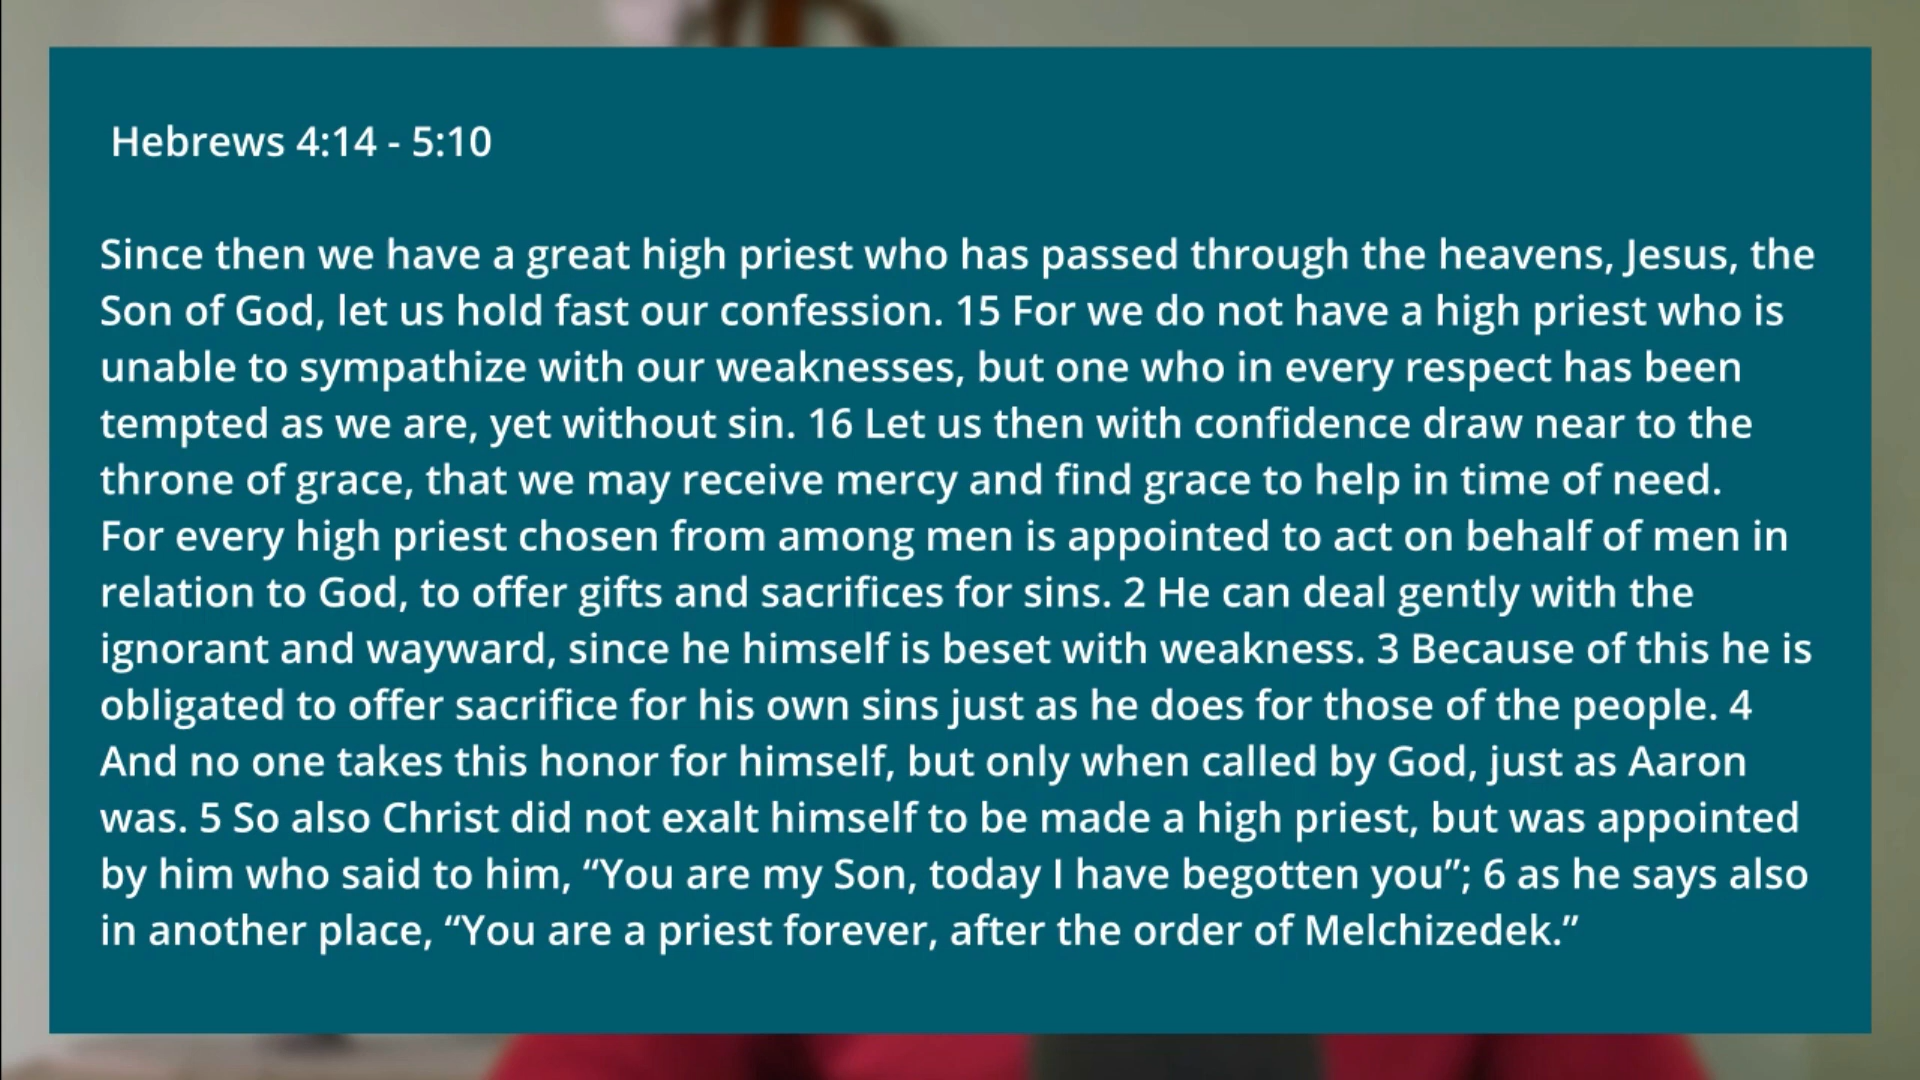 Hebrews 4:14 - 5:10
Since then we have a great high priest who has passed through the heavens, Jesus, the
Son of God, let us hold fast our confession. 15 For we do not have a high priest who is
unable to sympathize with our weaknesses, but one who in every respect has been
tempted as we are, yet without sin. 16 Let us then with confidence draw near to the
throne of grace, that we may receive mercy and find grace to help in time of need.
For every high priest chosen from among men is appointed to act on behalf of men in
relation to God, to offer gifts and sacrifices for sins. 2 He can deal gently with the
ignorant and wayward, since he himself is beset with weakness. 3 Because of this he is
obligated to offer sacrifice for his own sins just as he does for those of the people. 4
And no one takes this honor for himself, but only when called by God, just as Aaron
was. 5 So also Christ did not exalt himself to be made a high priest, but was appointed
by him who said to him, “You are my Son, today I have begotten you”; 6 as he says also
in another place, “You are a priest forever, after the order of Melchizedek.”